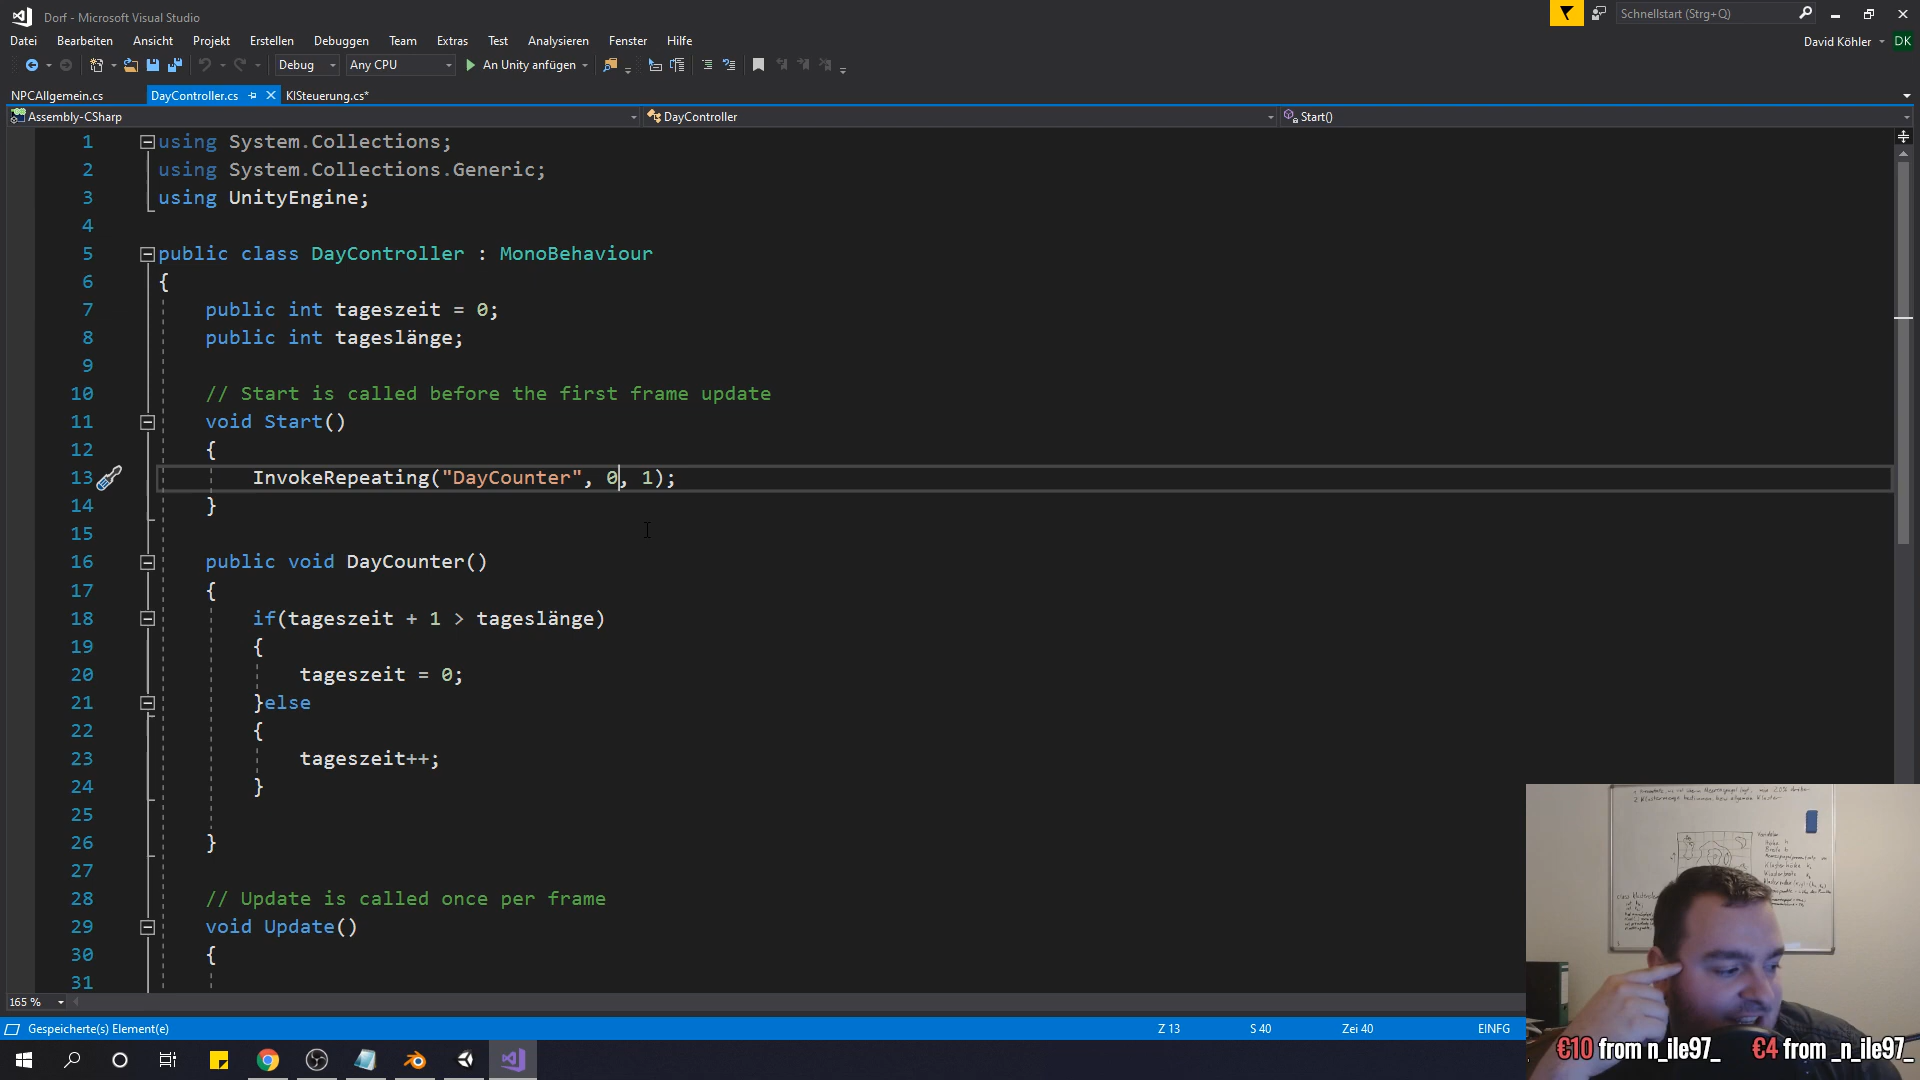 Dorf - Microsoft Visual Studio
Schnellstart (Strg+Q)
Datei Bearbeiten Ansicht Projekt Erstellen Debuggen Team Extras Test Analysieren Fenster Hilfe
David Köhler DK
Debug Any CPU An Unity anfügen
NPCAllgemein.cs DayController.cs KISteuerung.cs*
Assembly-CSharp DayController Start()
1 using System.Collections;
2 using System.Collections.Generic;
3 using UnityEngine;
4
5 public class DayController : MonoBehaviour
6 {
7 public int tageszeit = 0;
8 public int tageslänge;
9
10 // Start is called before the first frame update
11 void Start()
12 {
13 InvokeRepeating("DayCounter", 0, 1);
14 }
15
16 public void DayCounter()
17 {
18 if(tageszeit + 1 > tageslänge)
19 {
20 tageszeit = 0;
21 }else
22 {
23 tageszeit++;
24 }
25
26 }
27
28 // Update is called once per frame
29 void Update()
30 {
31
165 %
Gespeicherte(s) Element(e) Z 13 S 40 Zei 40 EINFG
€10 from n_ile97_ €4 from _n_ile97_